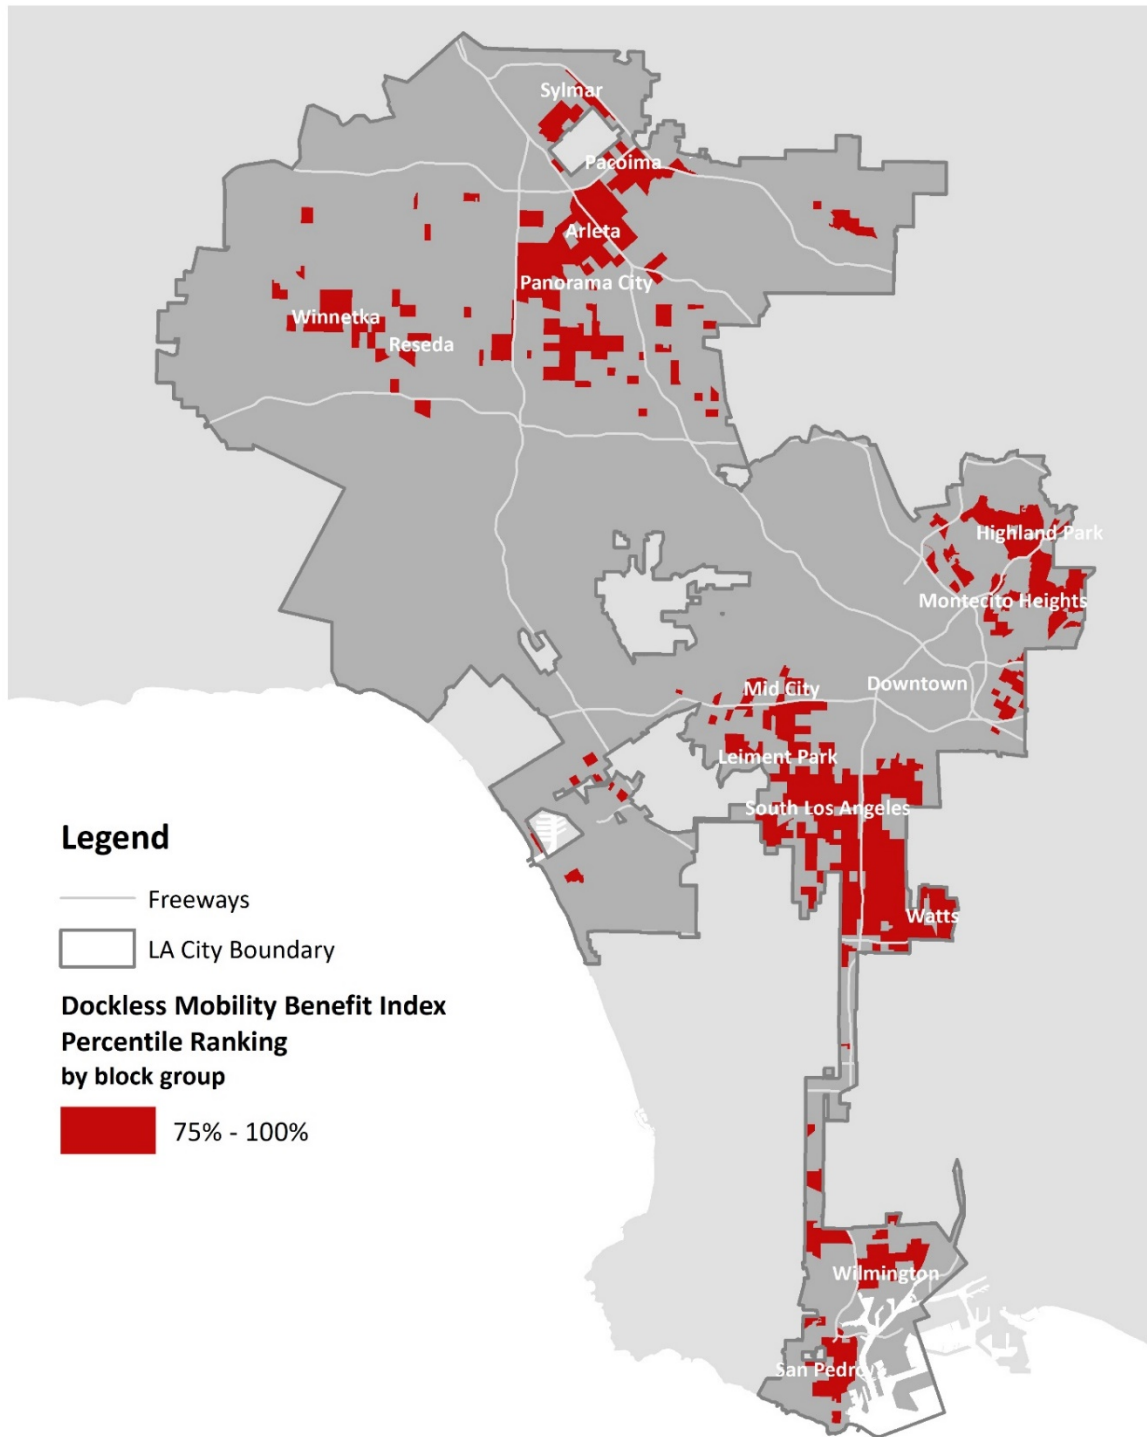 Sylmar
Pacoima
Arleta
Panorama City
Winnetka
Reseda
Highland Park
Montecito Heights
Mid City
Downtown
Leiment Park
South Los Angeles
Watts
Wilmington
San Pedro
Legend
Freeways
LA City Boundary
Dockless Mobility Benefit Index
Percentile Ranking
by block group
75% - 100%